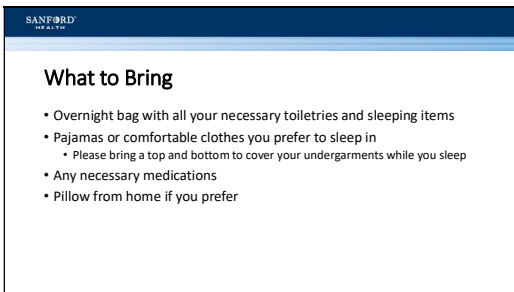 SANFORD
HEALTH
What to Bring
• Overnight bag with all your necessary toiletries and sleeping items
• Pajamas or comfortable clothes you prefer to sleep in
• Please bring a top and bottom to cover your undergarments while you sleep
• Any necessary medications
• Pillow from home if you prefer